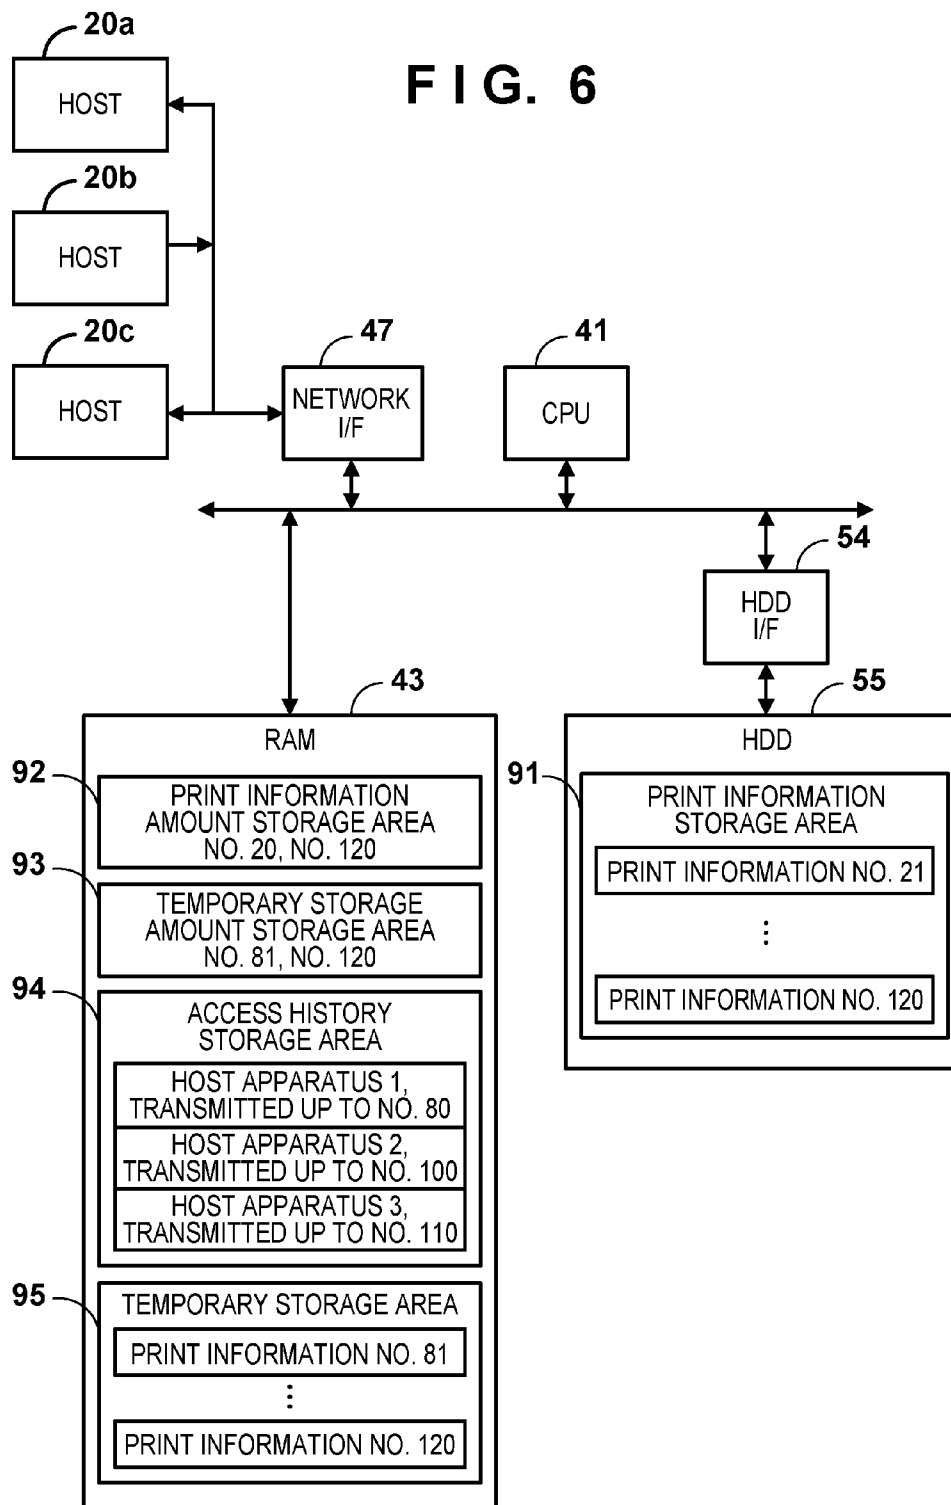 20a
HOST
F I G. 6
20b
HOST
20c
HOST
47
NETWORK
I/F
41
CPU
54
HDD
I/F
43
RAM
92
PRINT INFORMATION
AMOUNT STORAGE AREA
NO. 20, NO. 120
93
TEMPORARY STORAGE
AMOUNT STORAGE AREA
NO. 81, NO. 120
94
ACCESS HISTORY
STORAGE AREA
HOST APPARATUS 1,
TRANSMITTED UP TO NO. 80
HOST APPARATUS 2,
TRANSMITTED UP TO NO. 100
HOST APPARATUS 3,
TRANSMITTED UP TO NO. 110
95
TEMPORARY STORAGE AREA
PRINT INFORMATION NO. 81
⋮
PRINT INFORMATION NO. 120
55
HDD
91
PRINT INFORMATION
STORAGE AREA
PRINT INFORMATION NO. 21
⋮
PRINT INFORMATION NO. 120